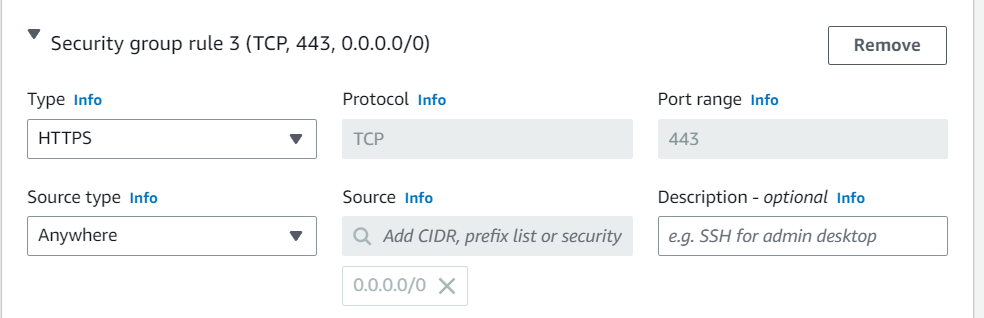 Security group rule 3 (TCP, 443, 0.0.0.0/0)
Remove
Type Info
Protocol Info
Port range Info
HTTPS
TCP
443
Source type Info
Source Info
Description - optional Info
Anywhere
Add CIDR, prefix list or security
e.g. SSH for admin desktop
0.0.0.0/0